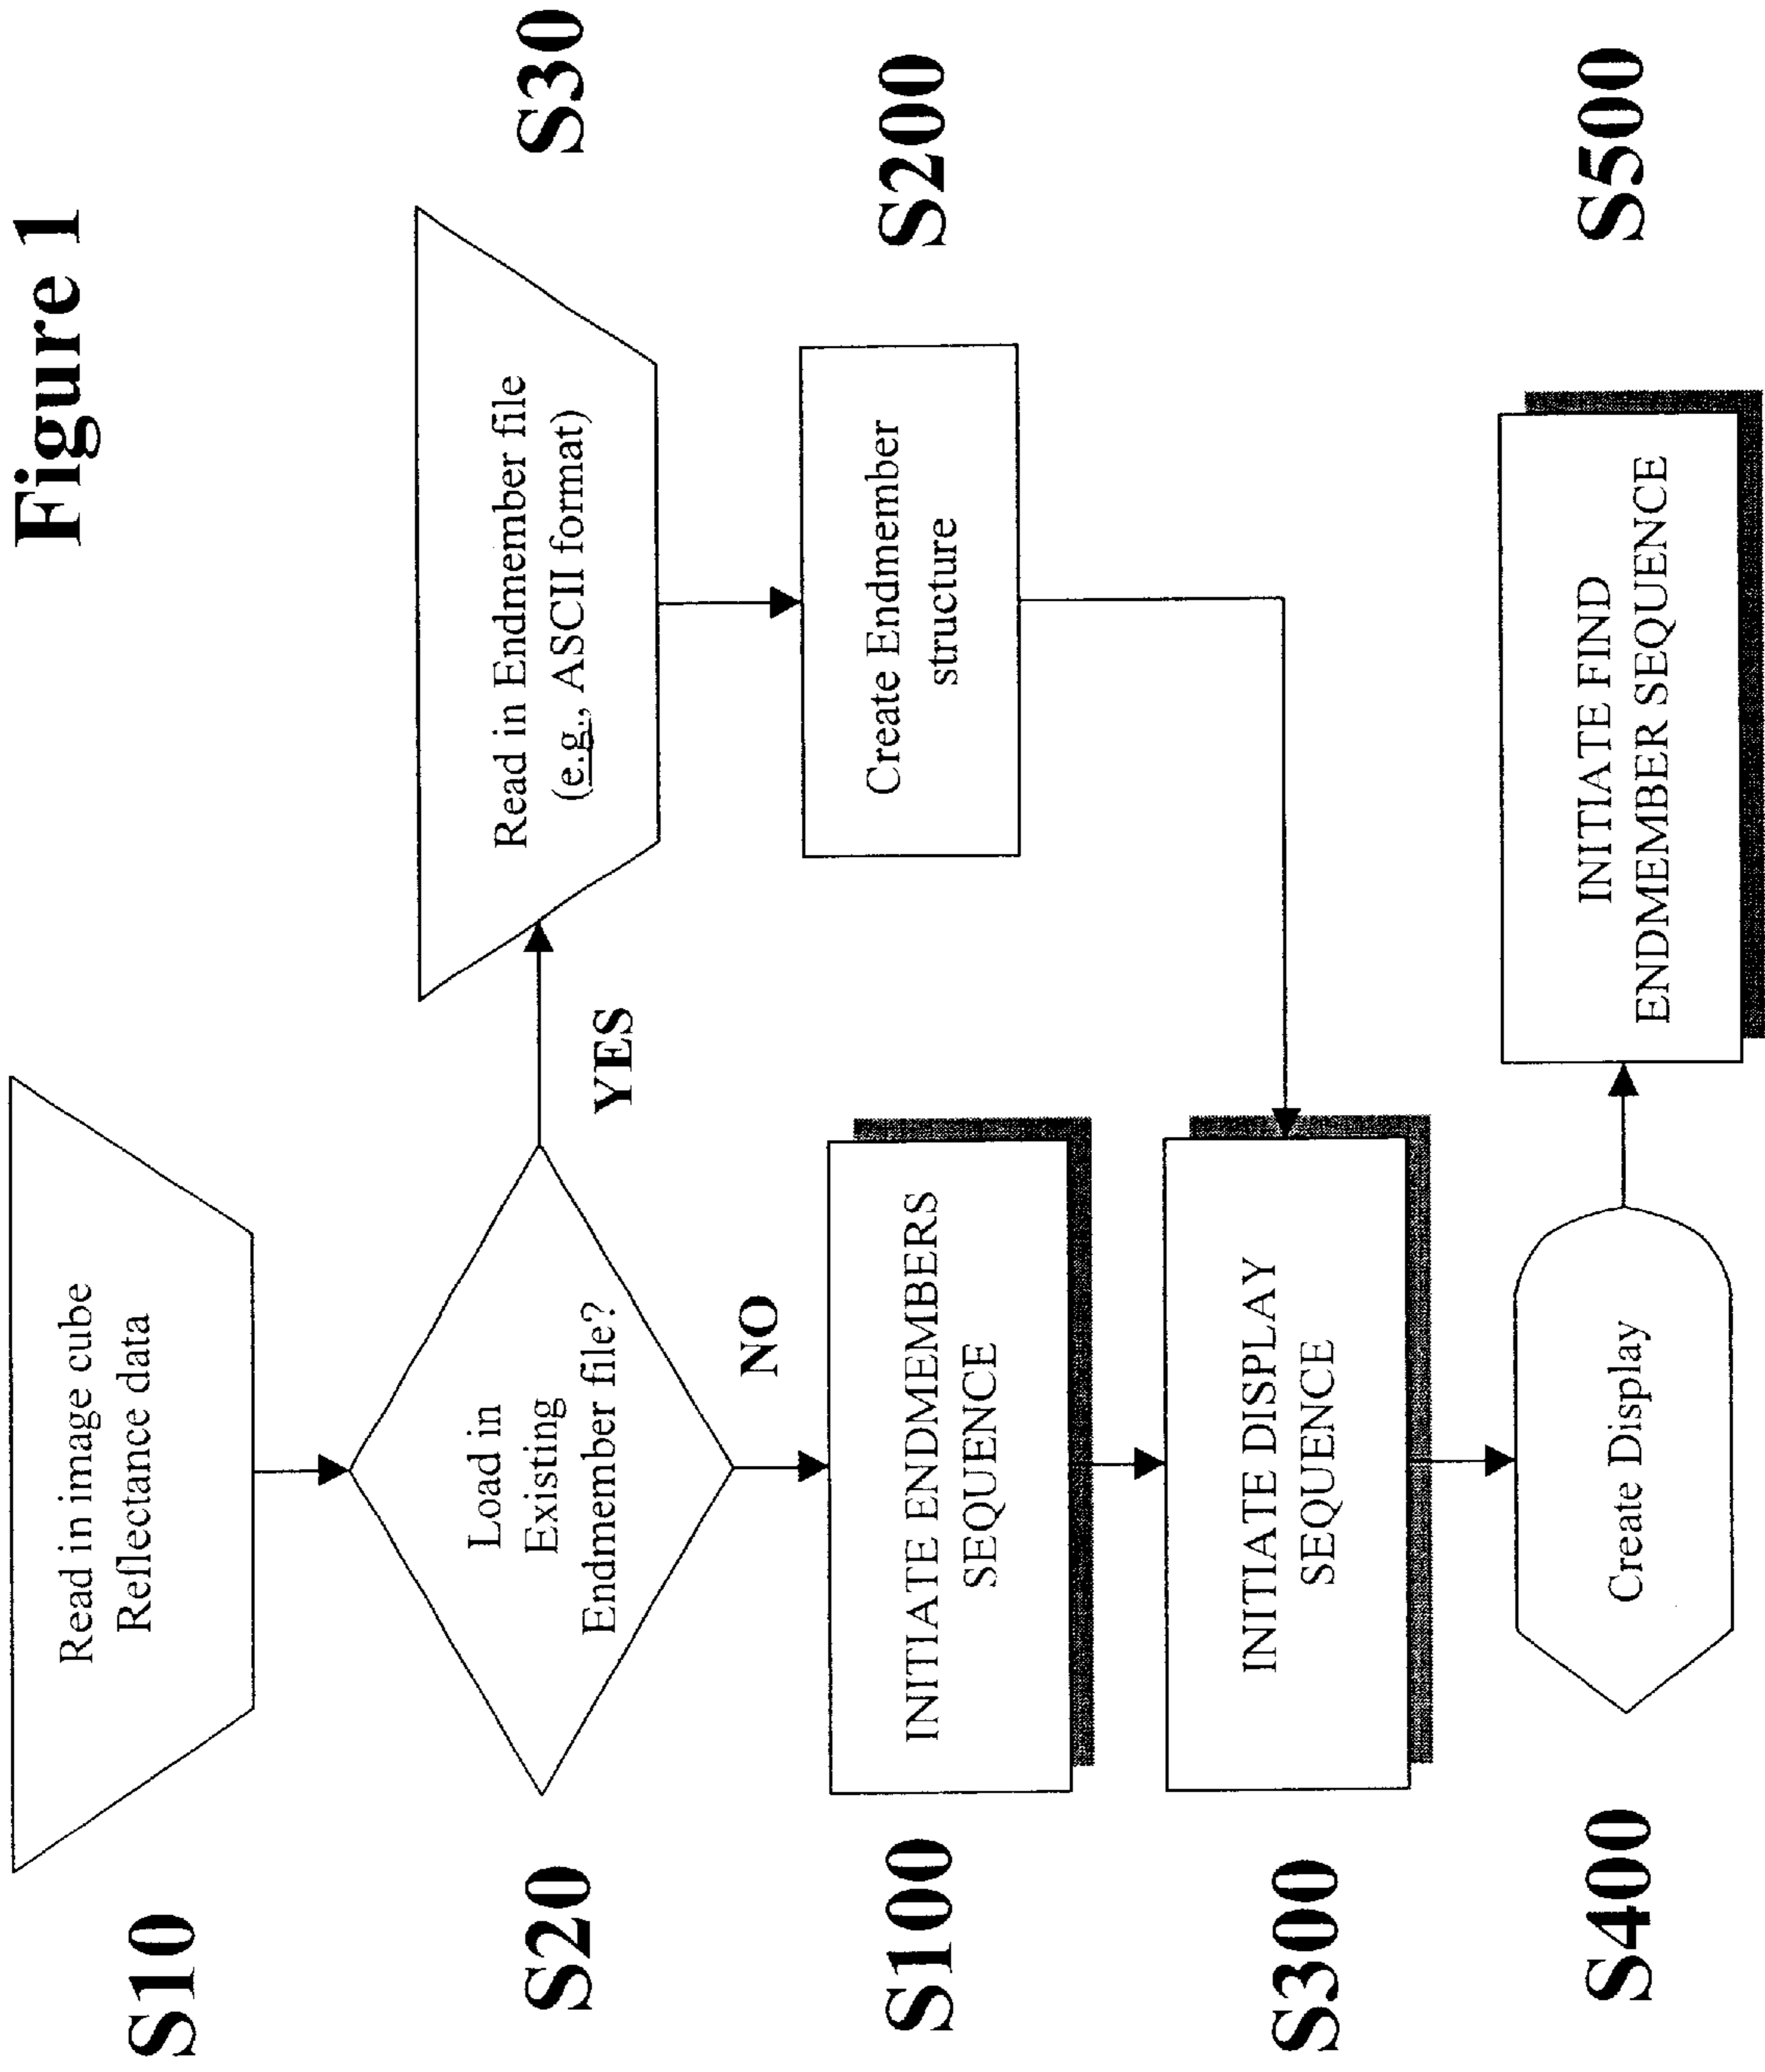 Figure 1
S10
Read in image cube
Reflectance data
S20
Load in
Existing
Endmember file?
YES
NO
S30
Read in Endmember file
(e.g., ASCII format)
S100
INITIATE ENDMEMBERS
SEQUENCE
S200
Create Endmember
structure
S300
INITIATE DISPLAY
SEQUENCE
S400
Create Display
S500
INITIATE FIND
ENDMEMBER SEQUENCE